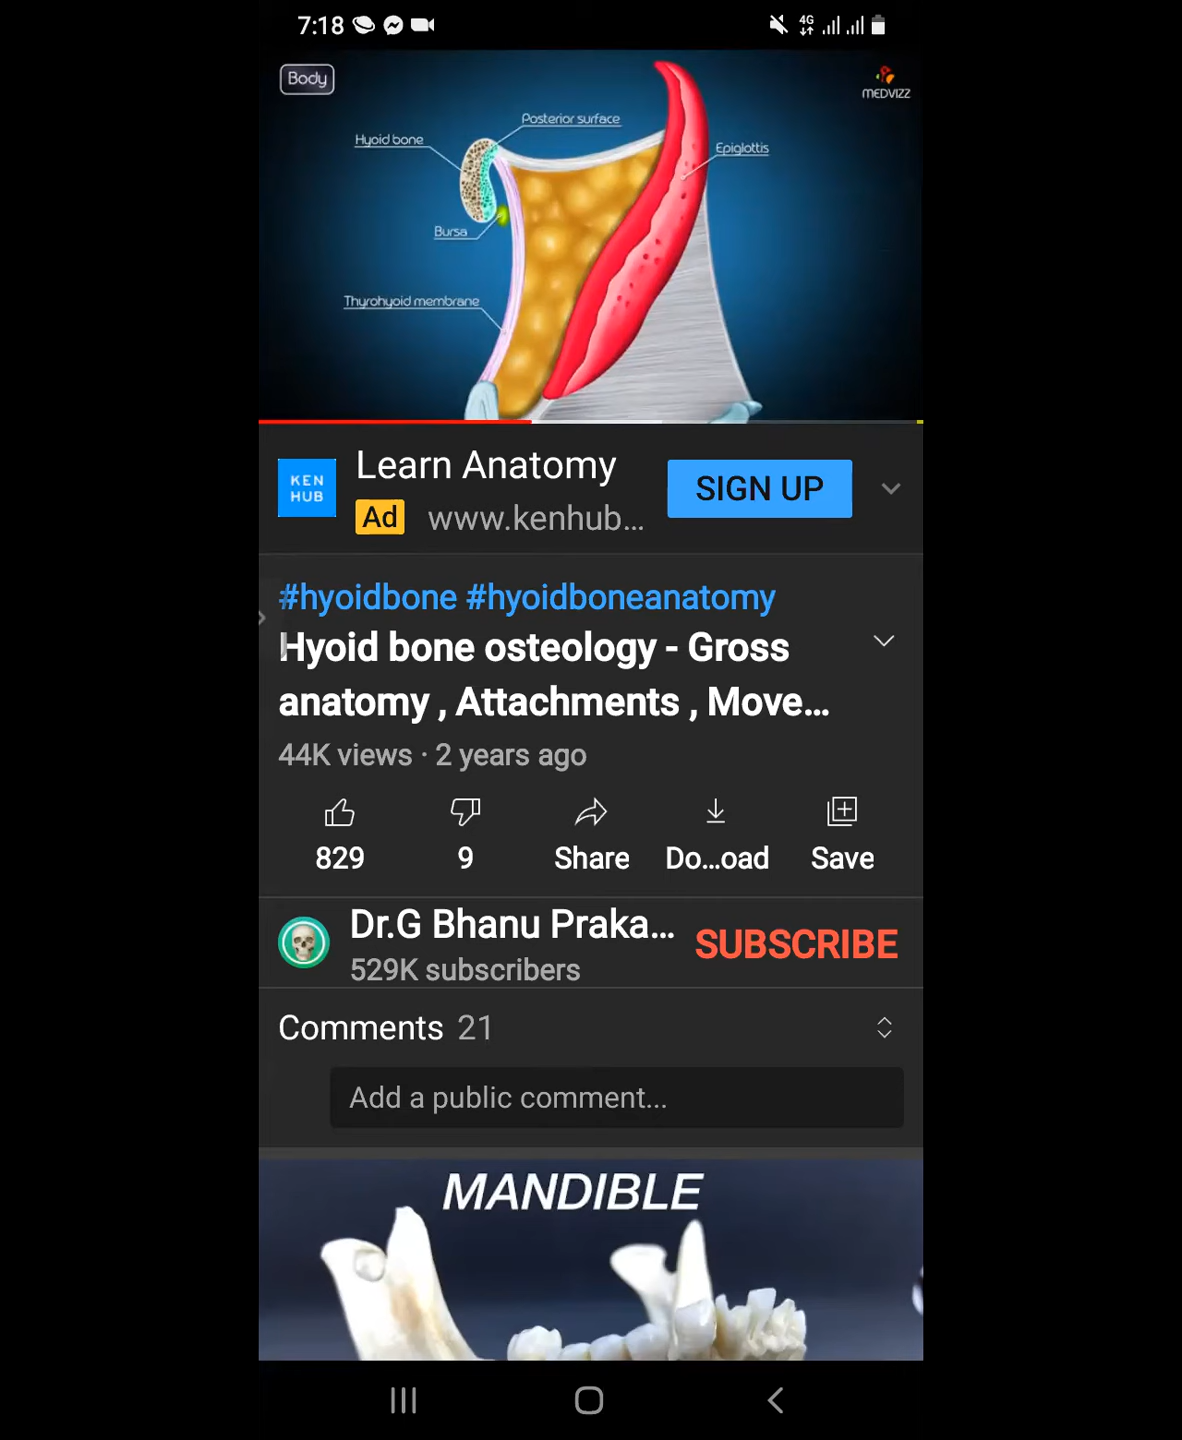 7:18
4G
Body
MEDVIZZ
Posterior surface
Hyoid bone
Epiglottis
Bursa
Thyrohyoid membrane
KEN
HUB
Learn Anatomy
Ad www.kenhub...
SIGN UP
#hyoidbone #hyoidboneanatomy
Hyoid bone osteology - Gross
anatomy , Attachments , Move...
44K views · 2 years ago
829 9 Share Do...oad Save
Dr.G Bhanu Praka...
529K subscribers
SUBSCRIBE
Comments 21
Add a public comment...
MANDIBLE